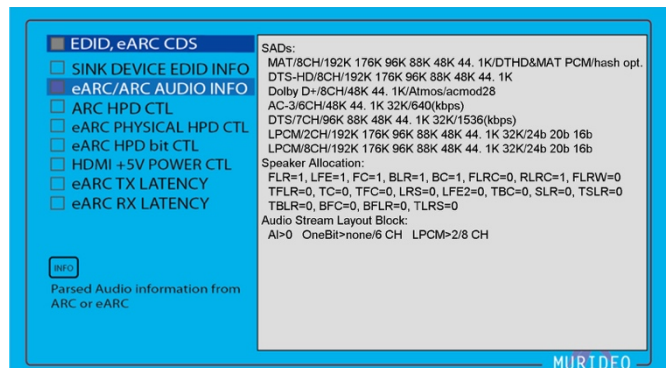 EDID, eARC CDS
SINK DEVICE EDID INFO
eARC/ARC AUDIO INFO
ARC HPD CTL
eARC PHYSICAL HPD CTL
eARC HPD bit CTL
HDMI +5V POWER CTL
eARC TX LATENCY
eARC RX LATENCY
INFO
Parsed Audio information from
ARC or eARC
SADs:
MAT/8CH/192K 176K 96K 88K 48K 44. 1K/DTHD&MAT PCM/hash opt.
DTS-HD/8CH/192K 176K 96K 88K 48K 44. 1K
Dolby D+/8CH/48K 44. 1K/Atmos/acmod28
AC-3/6CH/48K 44. 1K 32K/640(kbps)
DTS/7CH/96K 88K 48K 44. 1K 32K/1536(kbps)
LPCM/2CH/192K 176K 96K 88K 48K 44. 1K 32K/24b 20b 16b
LPCM/8CH/192K 176K 96K 88K 48K 44. 1K 32K/24b 20b 16b
Speaker Allocation:
FLR=1, LFE=1, FC=1, BLR=1, BC=1, FLRC=0, RLRC=1, FLRW=0
TFLR=0, TC=0, TFC=0, LRS=0, LFE2=0, TBC=0, SLR=0, TSLR=0
TBLR=0, BFC=0, BFLR=0, TLRS=0
Audio Stream Layout Block:
AI>0 OneBit>none/6 CH LPCM>2/8 CH
MURIDEO